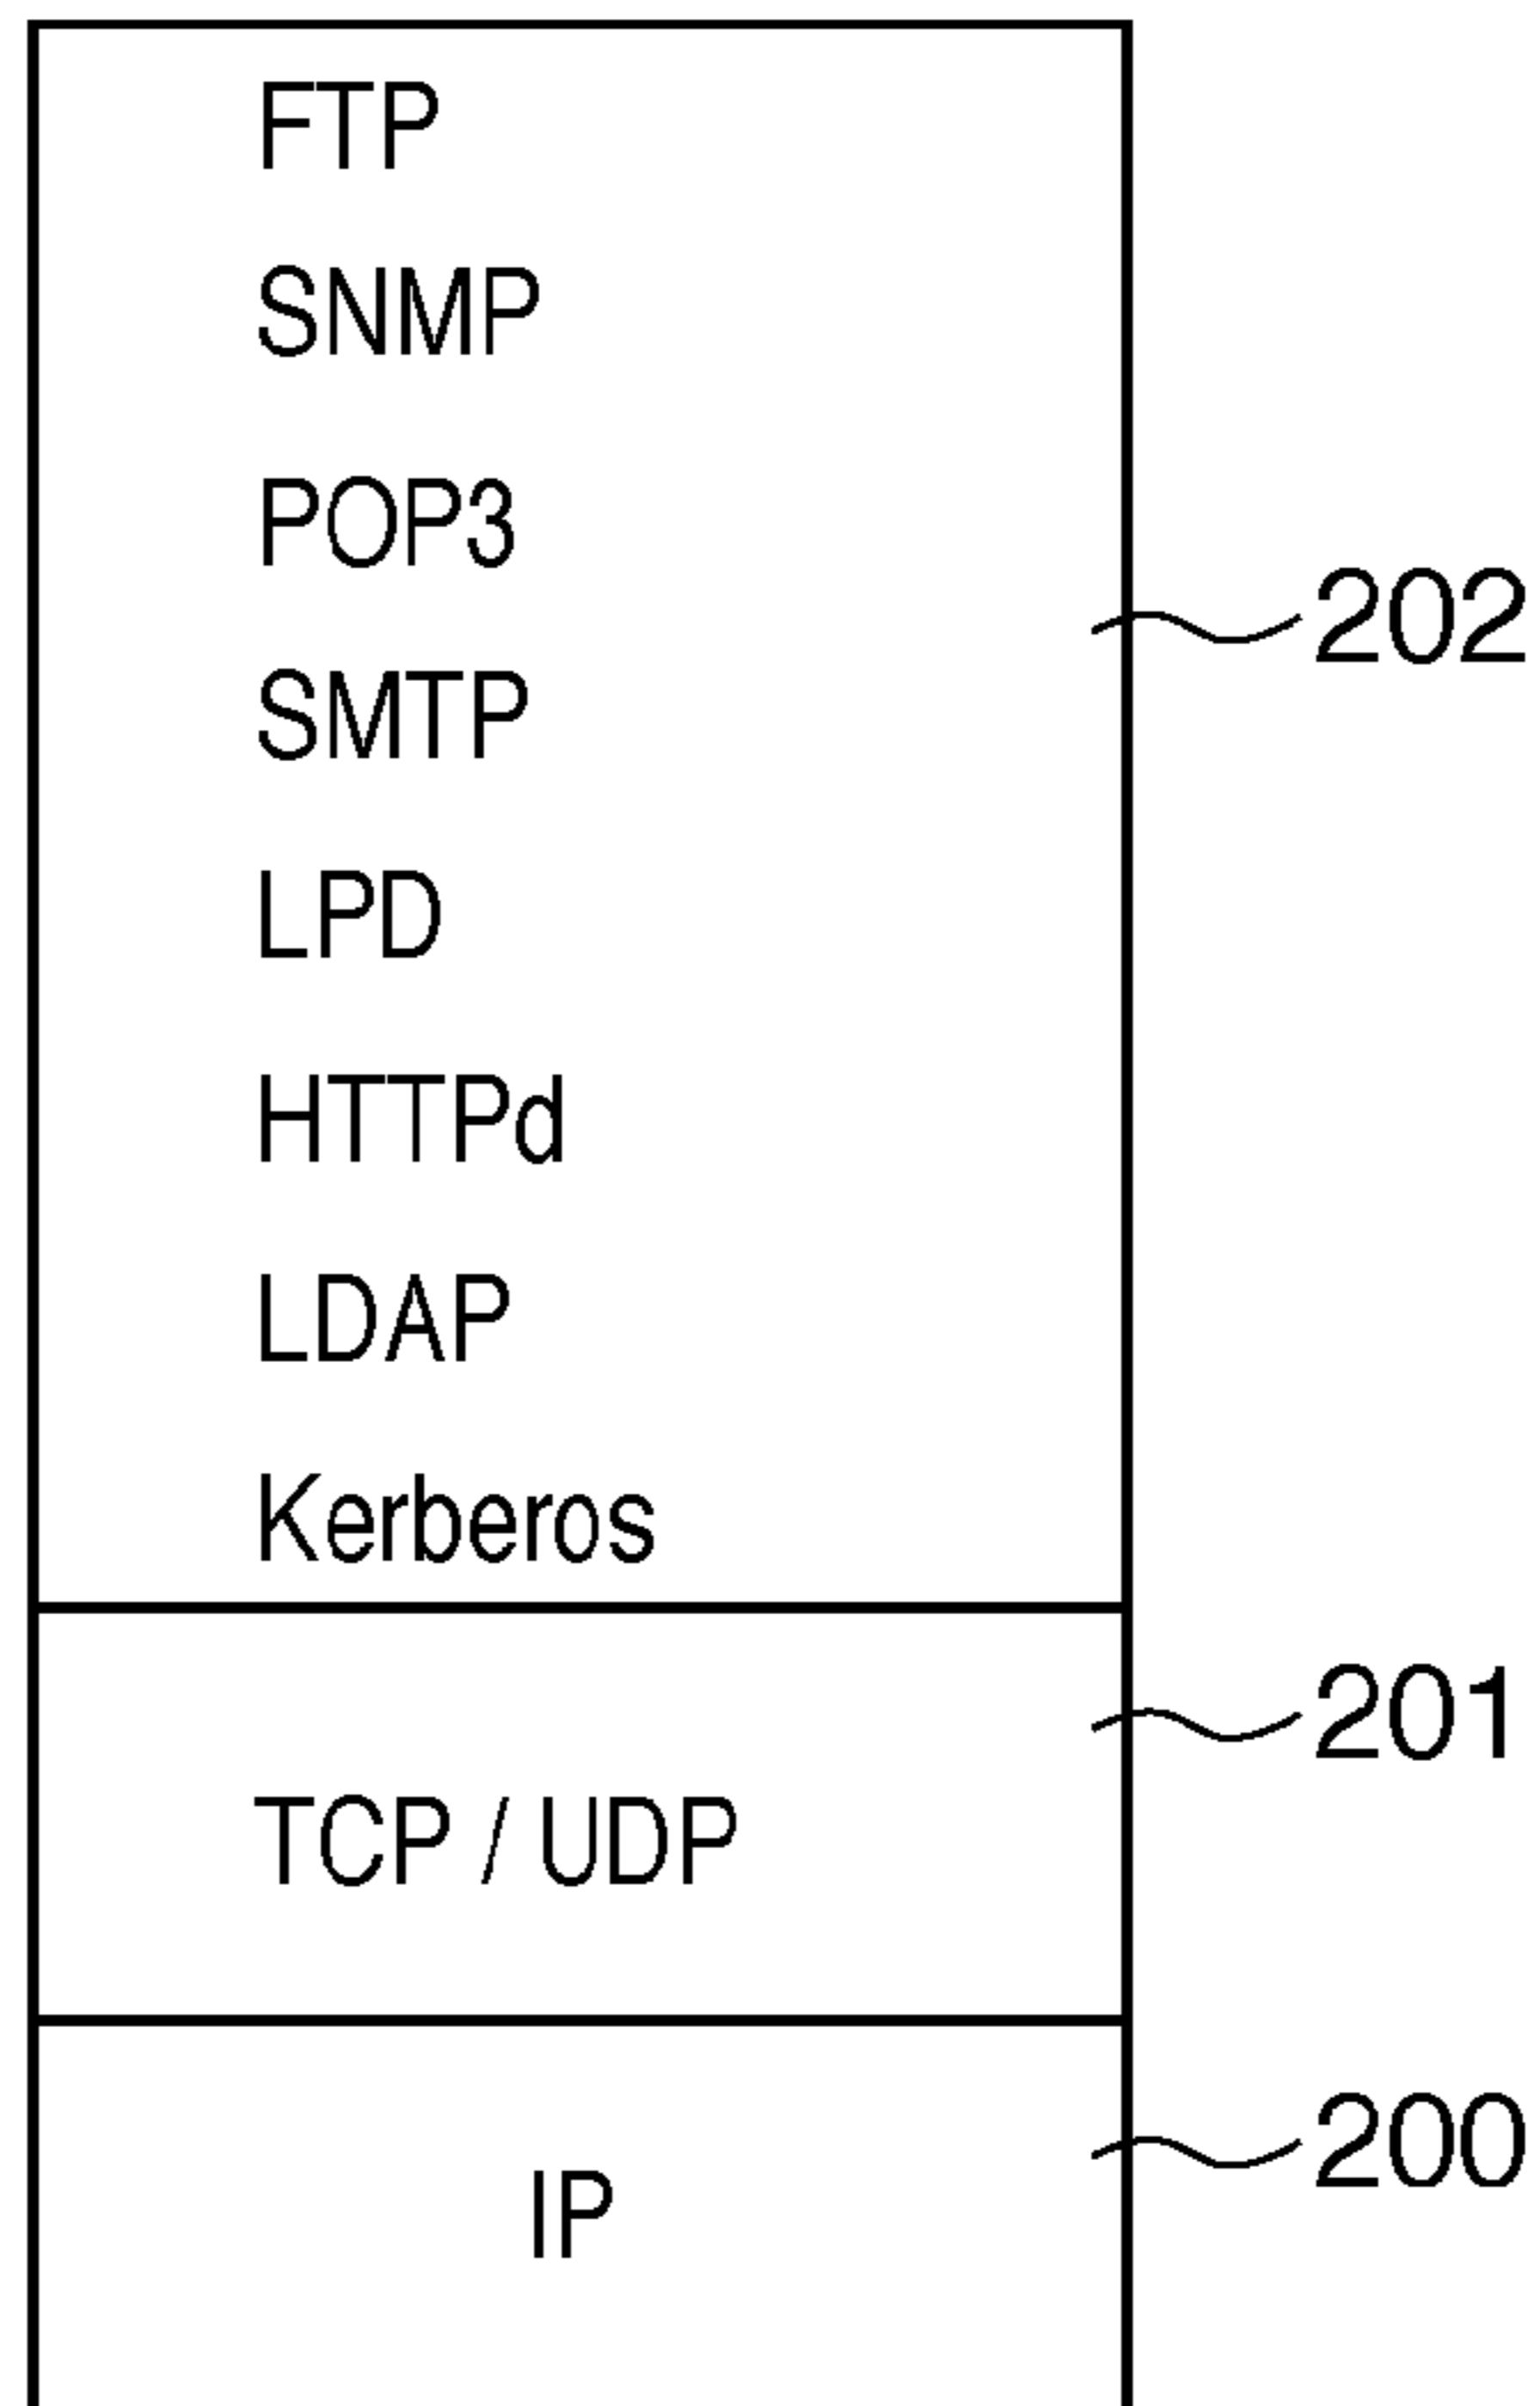 FTP
SNMP
POP3
202
SMTP
LPD
HTTPd
LDAP
Kerberos
201
TCP / UDP
200
IP